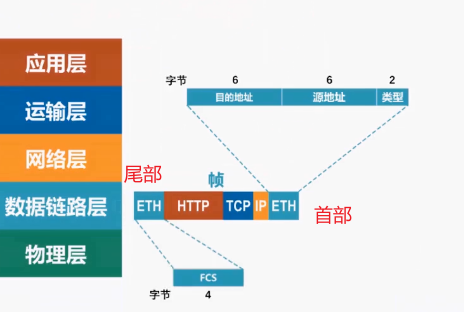 应用层
运输层
网络层
数据链路层
物理层
字节 6 6 2
目的地址 源地址 类型
尾部
帧
ETH HTTP TCP IP ETH
首部
FCS
字节 4